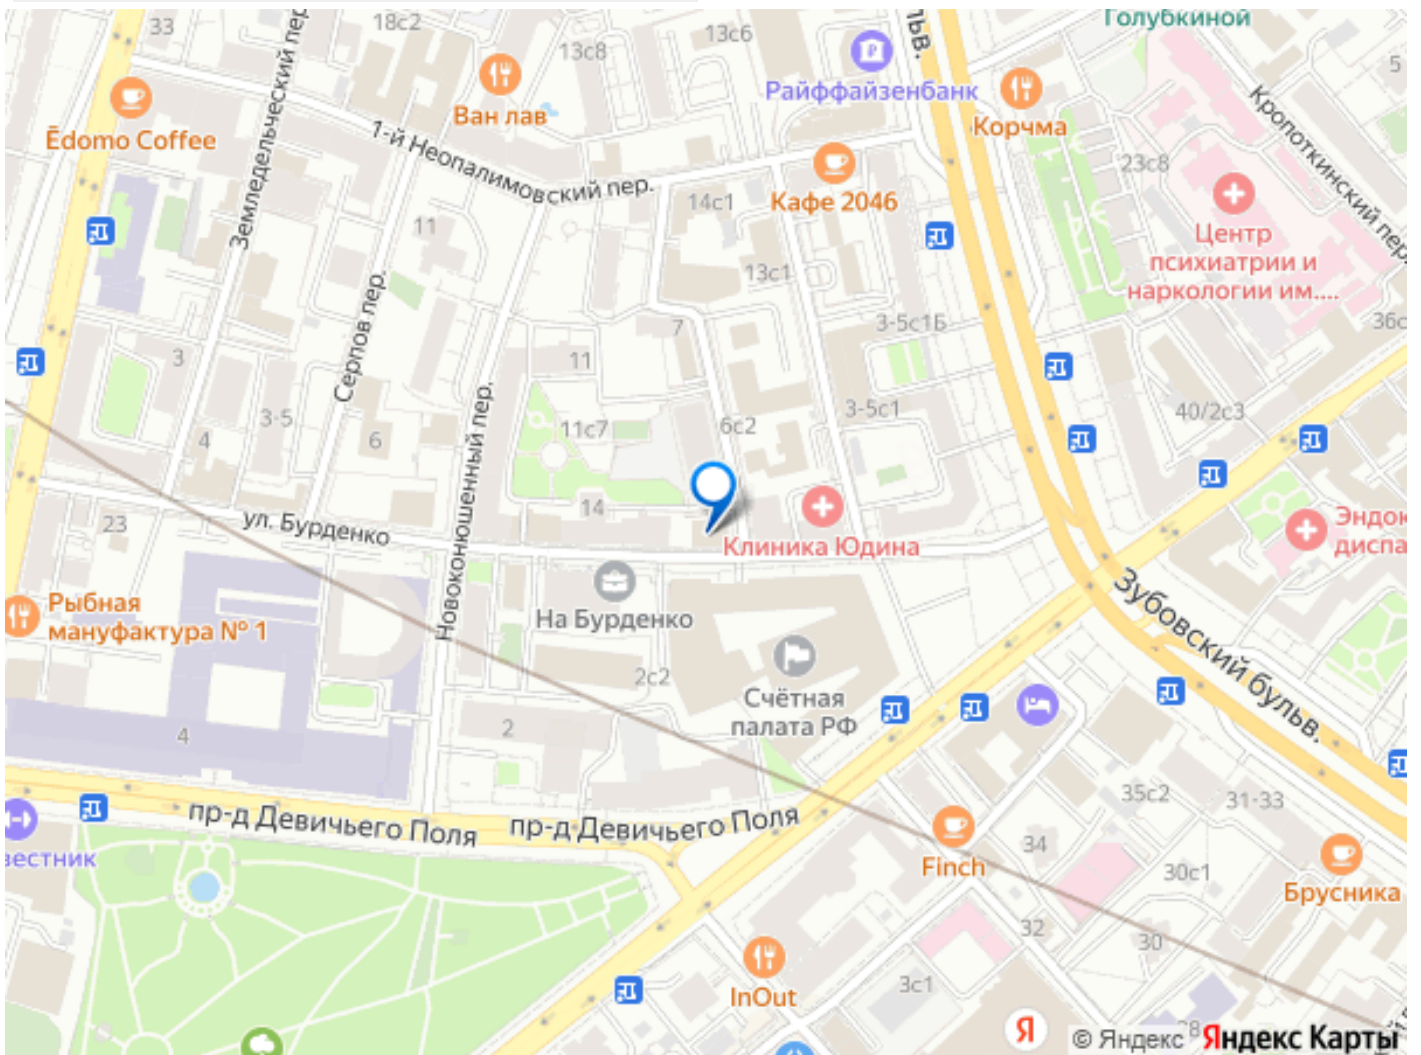 33
18с2
13с8
13с6
льв.
Голубкиной
5
Ван лав
Райффайзенбанк
Корчма
Ēdomo Coffee
1-й Неопалимовский пер.
Земледельческий пер.
Кропоткинский пер.
23с8
14с1
Кафе 2046
11
Центр
психиатрии и
наркологии им....
13с1
Серпов пер.
7
3-5с1Б
36с
3
11
3-5
4
6
Новоконюшенный пер.
11с7
6с2
3-5с1
40/2с3
23
ул. Бурденко
14
Клиника Юдина
Эндок
диспа
Рыбная
мануфактура № 1
На Бурденко
Зубовский бульв.
2с2
Счётная
палата РФ
4
2
пр-д Девичьего Поля
пр-д Девичьего Поля
35с2
31-33
вестник
34
Finch
30с1
Брусника
32
30
InOut
3с1
Я
© Яндекс
Яндекс Карты